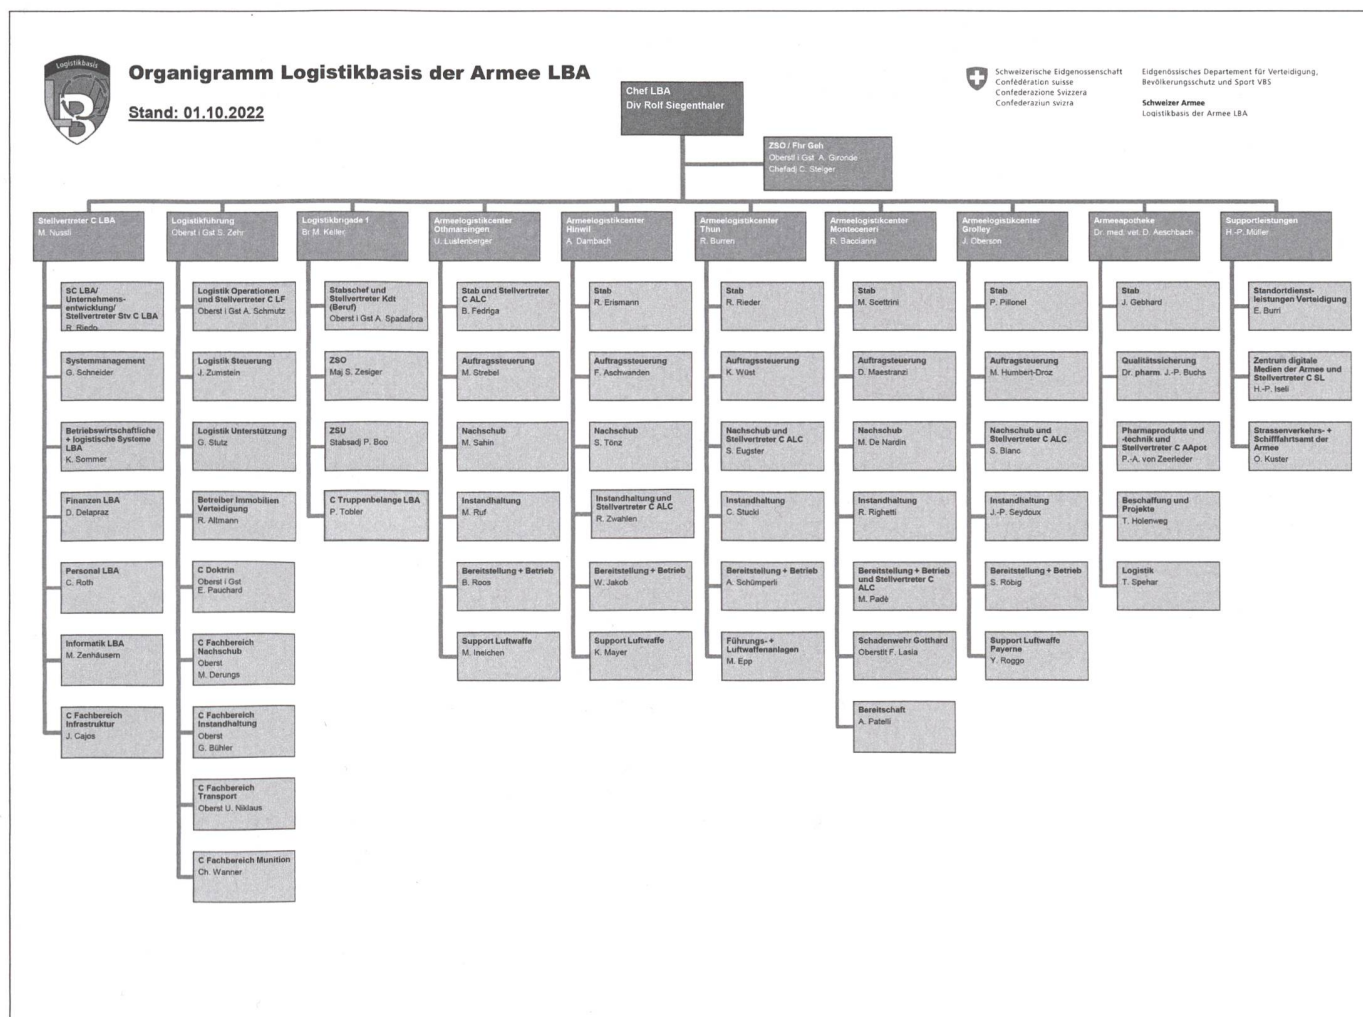 Logistikbasis
LB
Organigramm Logistikbasis der Armee LBA
Stand: 01.10.2022
Chef LBA
Div Rolf Siegenthaler
Schweizerische Eidgenossenschaft
Confédération suisse
Confederazione Svizzera
Confederaziun svizra
Eidgenössisches Departement für Verteidigung,
Bevölkerungsschutz und Sport VBS
Schweizer Armee
Logistikbasis der Armee LBA
ZSO / Fhr Geh
Oberstl i Gst A. Gironde
Chefadj C. Steiger
Stellvertreter C LBA
M. Nussli
SC LBA/
Unternehmens-
entwicklung/
Stellvertreter Stv C LBA
R. Riedo
Systemmanagement
G. Schneider
Betriebswirtschaftliche
+ logistische Systeme
LBA
K. Sommer
Finanzen LBA
D. Delapraz
Personal LBA
C. Roth
Informatik LBA
M. Zenhäusern
C Fachbereich
Infrastruktur
J. Cajos
Logistikführung
Oberst i Gst S. Zehr
Logistik Operationen
und Stellvertreter C LF
Oberst i Gst A. Schmutz
Logistik Steuerung
J. Zumstein
Logistik Unterstützung
G. Stutz
Betreiber Immobilien
Verteidigung
R. Altmann
C Doktrin
Oberst i Gst
E. Pauchard
C Fachbereich
Nachschub
Oberst
M. Derungs
C Fachbereich
Instandhaltung
Oberst
G. Bühler
C Fachbereich
Transport
Oberst U. Niklaus
C Fachbereich Munition
Ch. Wanner
Logistikbrigade 1
Br M. Keller
Stabschef und
Stellvertreter Kdt
(Beruf)
Oberst i Gst A. Spadafora
ZSO
Maj S. Zesiger
ZSU
Stabsadj P. Boo
C Truppenbelange LBA
P. Tobler
Armeelogistikcenter
Othmarsingen
U. Lustenberger
Stab und Stellvertreter
C ALC
B. Fedriga
Auftragssteuerung
M. Strebel
Nachschub
M. Sahin
Instandhaltung
M. Ruf
Bereitstellung + Betrieb
B. Roos
Support Luftwaffe
M. Ineichen
Armeelogistikcenter
Hinwil
A. Dambach
Stab
R. Erismann
Auftragssteuerung
F. Aschwanden
Nachschub
S. Tönz
Instandhaltung und
Stellvertreter C ALC
R. Zwahlen
Bereitstellung + Betrieb
W. Jakob
Support Luftwaffe
K. Mayer
Armeelogistikcenter
Thun
R. Burren
Stab
R. Rieder
Auftragssteuerung
K. Wüst
Nachschub und
Stellvertreter C ALC
S. Eugster
Instandhaltung
C. Stucki
Bereitstellung + Betrieb
A. Schümperli
Führungs- +
Luftwaffenanlagen
M. Epp
Armeelogistikcenter
Monteceneri
R. Bacciarini
Stab
M. Scettrini
Auftragsteuerung
D. Maestranzi
Nachschub
M. De Nardin
Instandhaltung
R. Righetti
Bereitstellung + Betrieb
und Stellvertreter C
ALC
M. Padè
Schadenwehr Gotthard
Oberstlt F. Lasia
Bereitschaft
A. Patelli
Armeelogistikcenter
Grolley
J. Oberson
Stab
P. Pillonel
Auftragsteuerung
M. Humbert-Droz
Nachschub und
Stellvertreter C ALC
S. Blanc
Instandhaltung
J.-P. Seydoux
Bereitstellung + Betrieb
S. Röbig
Support Luftwaffe
Payerne
Y. Roggo
Armeeapotheke
Dr. med. vet. D. Aeschbach
Stab
J. Gebhard
Qualitätssicherung
Dr. pharm. J.-P. Buchs
Pharmaprodukte und
-technik und
Stellvertreter C AApot
P.-A. von Zeerleder
Beschaffung und
Projekte
T. Holenweg
Logistik
T. Spehar
Supportleistungen
H.-P. Müller
Standortdienst-
leistungen Verteidigung
E. Burri
Zentrum digitale
Medien der Armee und
Stellvertreter C SL
H.-P. Iseli
Strassenverkehrs- +
Schifffahrtsamt der
Armee
O. Kuster